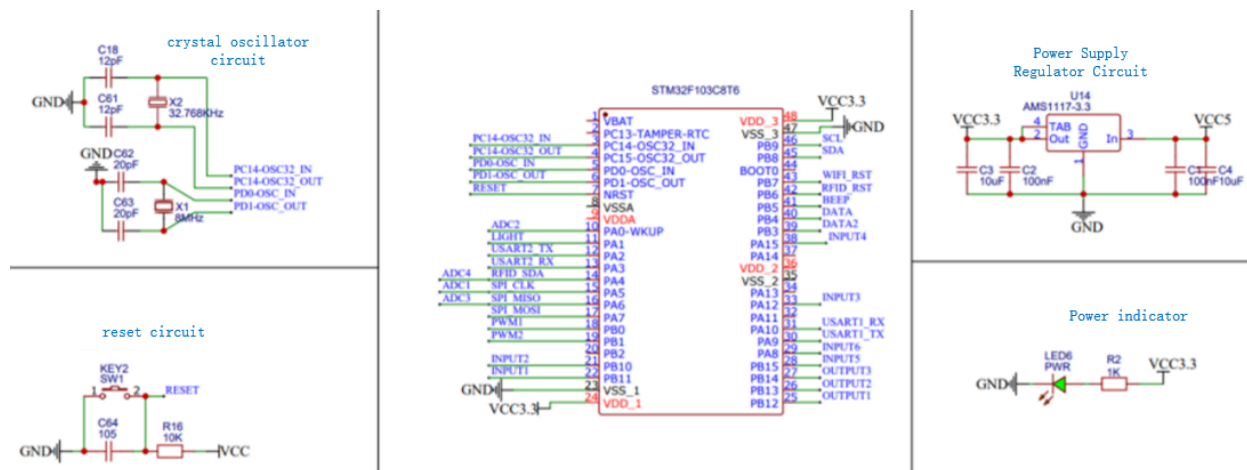 crystal oscillator
circuit
C18
12pF
GND
C61
12pF
X2
32.768KHz
GND
C62
20pF
C63
20pF
X1
8MHz
PC14-OSC32_IN
PC14-OSC32_OUT
PD0-OSC_IN
PD1-OSC_OUT
reset circuit
KEY2
SW1
1
2
RESET
C64
105
R16
10K
GND
VCC
STM32F103C8T6
1 VBAT
2 PC13-TAMPER-RTC
PC14-OSC32_IN 3 PC14-OSC32_IN
PC14-OSC32_OUT 4 PC15-OSC32_OUT
PD0-OSC_IN 5 PD0-OSC_IN
PD1-OSC_OUT 6 PD1-OSC_OUT
RESET 7 NRST
8 VSSA
9 VDDA
ADC2 10 PA0-WKUP
LIGHT 11 PA1
USART2_TX 12 PA2
USART2_RX 13 PA3
ADC4 RFID_SDA 14 PA4
ADC1 SPI_CLK 15 PA5
ADC3 SPI_MISO 16 PA6
SPI_MOSI 17 PA7
PWM1 18 PB0
PWM2 19 PB1
20 PB2
INPUT2 21 PB10
INPUT1 22 PB11
GND 23 VSS_1
VCC3.3 24 VDD_1
VCC3.3
VDD_3 48
VSS_3 47 GND
PB9 46 SCL
PB8 45 SDA
BOOT0 44
PB7 43 WIFI_RST
PB6 42 RFID_RST
PB5 41 BEEP
PB4 40 DATA
PB3 39 DATA2
PA15 38 INPUT4
PA14 37
VDD_2 36
VSS_2 35
PA13 34
PA12 33 INPUT3
PA11 32
PA10 31 USART1_RX
PA9 30 USART1_TX
PA8 29 INPUT6
PB15 28 INPUT5
PB14 27 OUTPUT3
PB13 26 OUTPUT2
PB12 25 OUTPUT1
Power Supply
Regulator Circuit
U14
AMS1117-3.3
VCC3.3
4 TAB
2 Out
GND
In 3
1
VCC5
C3
10uF
C2
100nF
C1
100nF
C4
10uF
GND
Power indicator
LED6
PWR
R2
1K
VCC3.3
GND